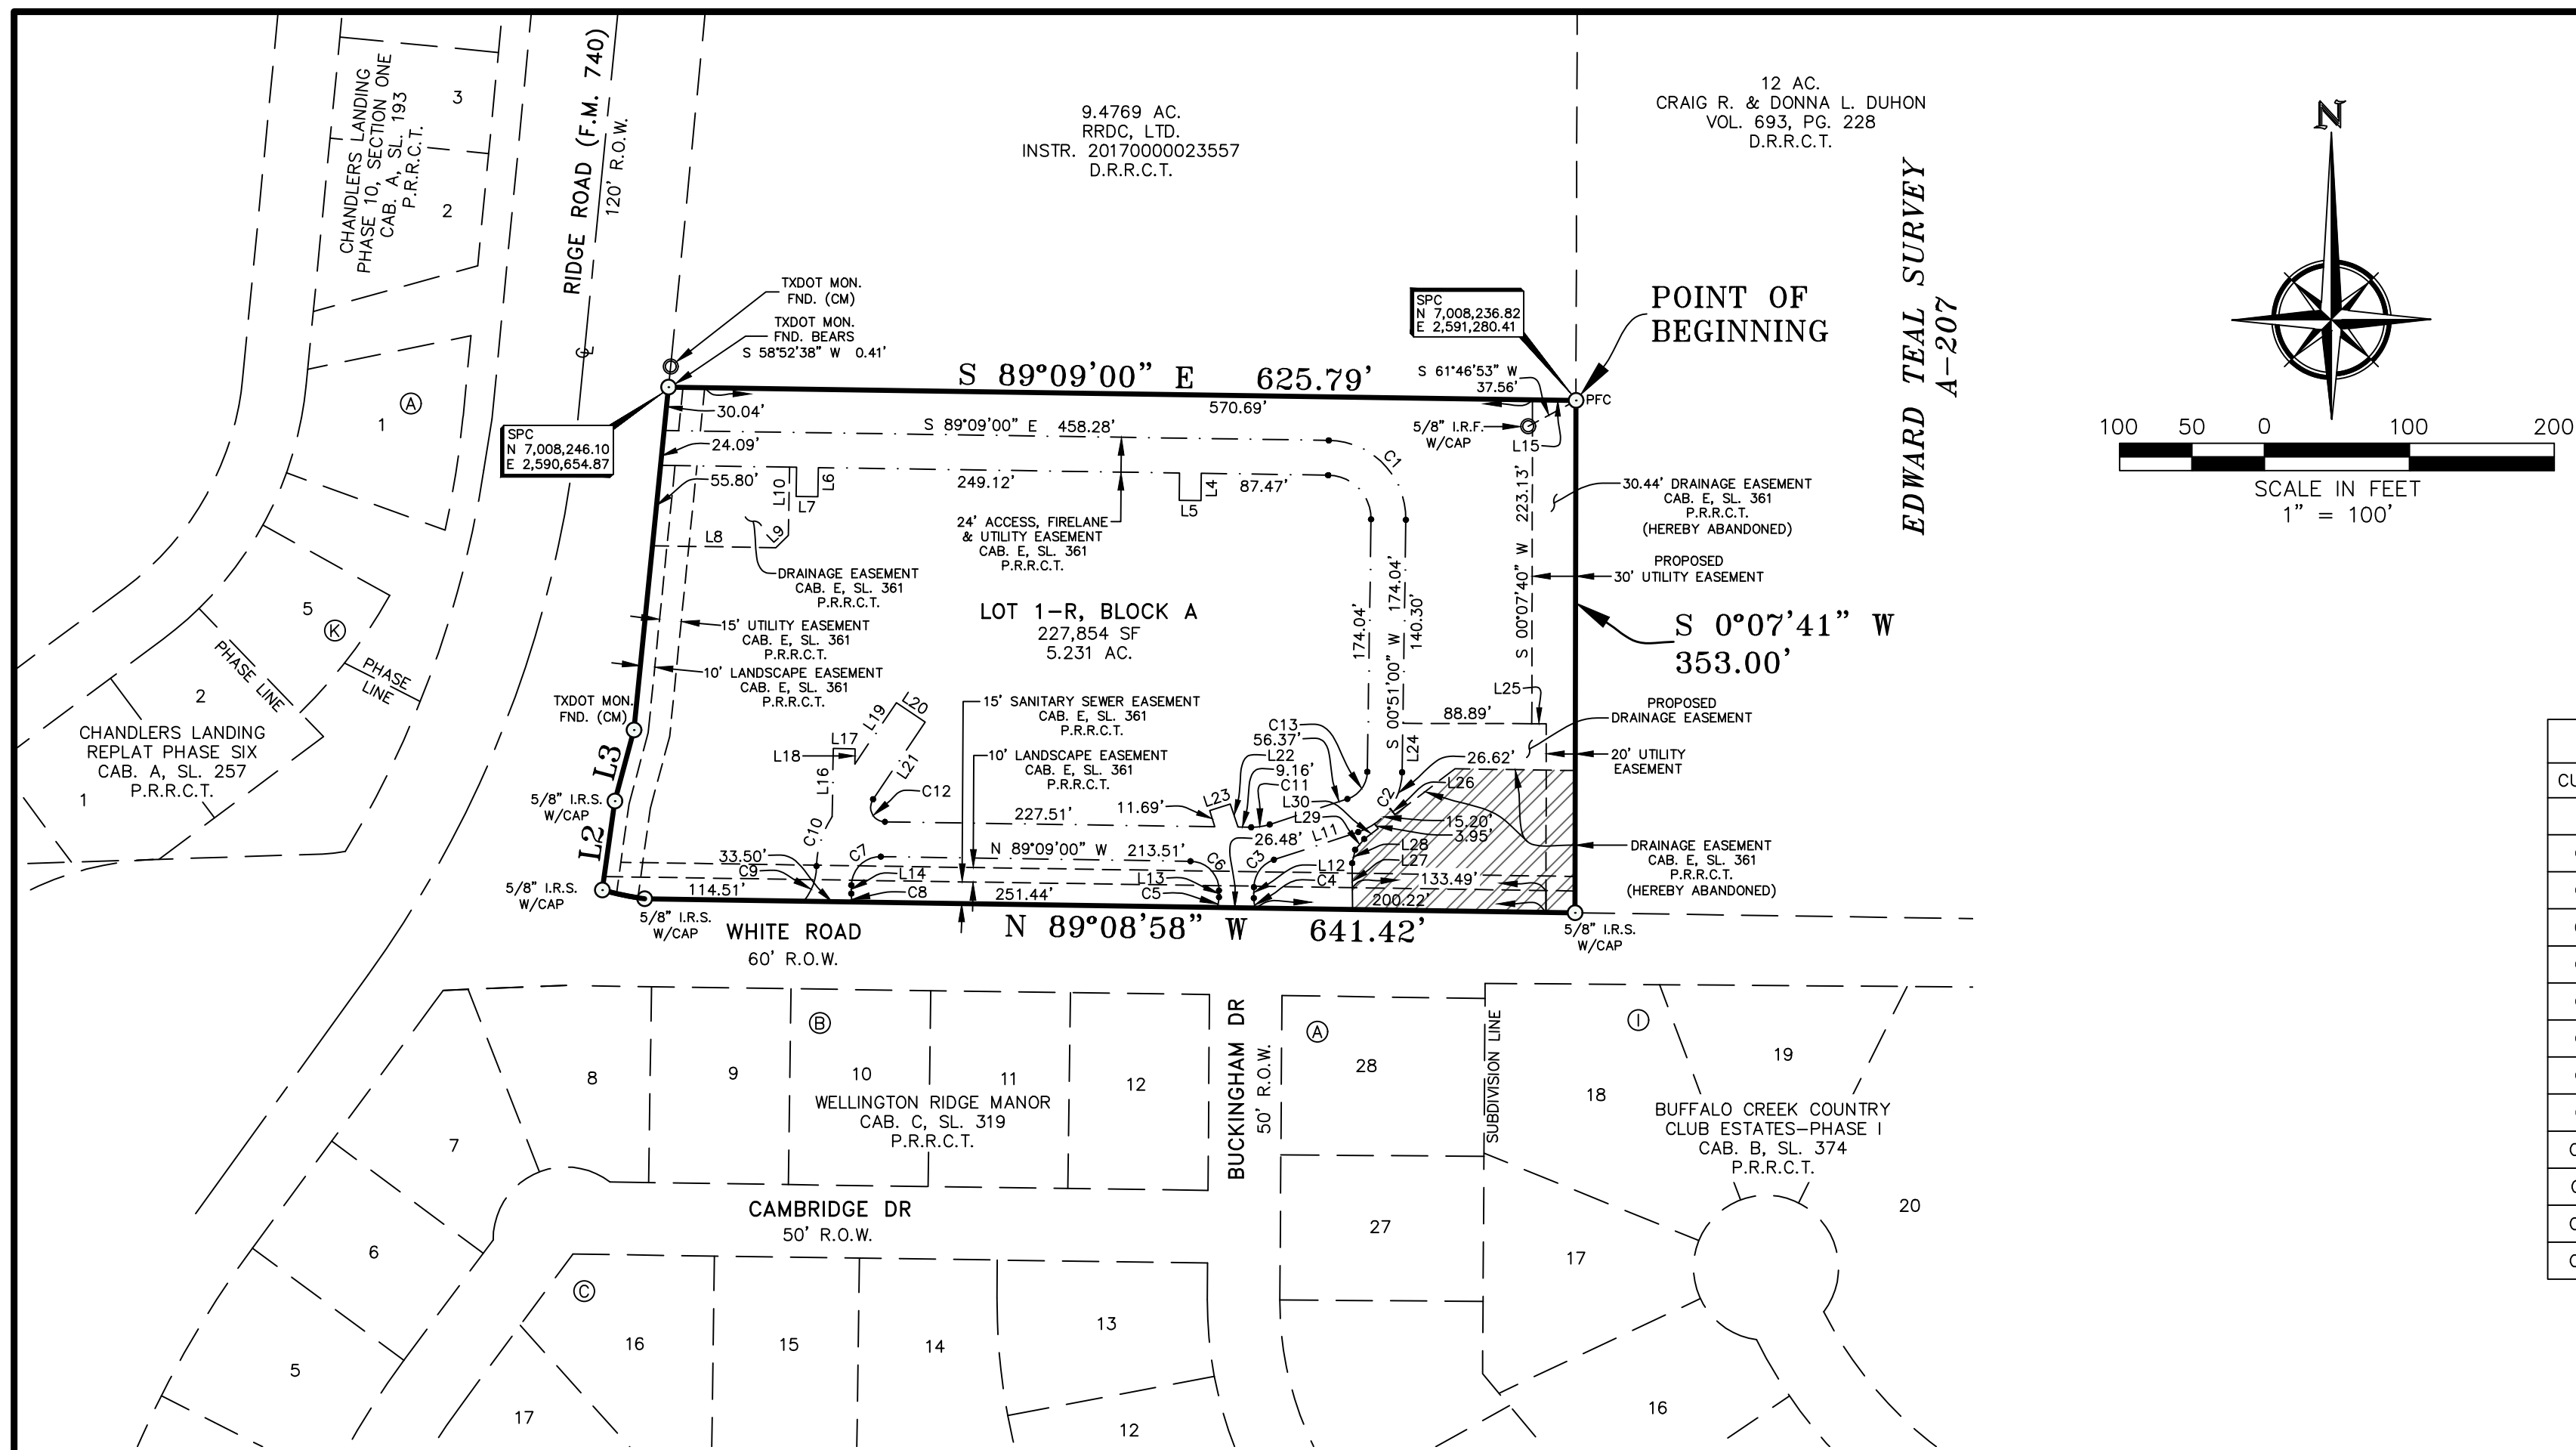 3
2
1
A
CHANDLERS LANDING
PHASE 10, SECTION ONE
CAB. A, SL. 193
P.R.R.C.T.
RIDGE ROAD (F.M. 740)
120' R.O.W.
9.4769 AC.
RRDC, LTD.
INSTR. 20170000023557
D.R.R.C.T.
12 AC.
CRAIG R. & DONNA L. DUHON
VOL. 693, PG. 228
D.R.R.C.T.
EDWARD TEAL SURVEY
A-207
N
100 50 0 100 200
SCALE IN FEET
1" = 100'
TXDOT MON.
FND. (CM)
TXDOT MON.
FND. BEARS
S 58°52'38" W 0.41'
SPC
N 7,008,236.82
E 2,591,280.41
POINT OF
BEGINNING
S 89°09'00" E 625.79'
S 61°46'53" W
37.56'
570.69'
PFC
30.04'
SPC
N 7,008,246.10
E 2,590,654.87
S 89°09'00" E 458.28'
5/8" I.R.F.
W/CAP
L15
24.09'
C1
55.80'
L10
L7
L6
249.12'
L5
L4
87.47'
L8
L9
24' ACCESS, FIRELANE
& UTILITY EASEMENT
CAB. E, SL. 361
P.R.R.C.T.
S 00°07'40" W 223.13'
30.44' DRAINAGE EASEMENT
CAB. E, SL. 361
P.R.R.C.T.
(HEREBY ABANDONED)
PROPOSED
30' UTILITY EASEMENT
DRAINAGE EASEMENT
CAB. E, SL. 361
P.R.R.C.T.
LOT 1-R, BLOCK A
227,854 SF
5.231 AC.
174.04'
S 00°51'00" W 174.04'
140.30'
S 0°07'41" W
353.00'
15' UTILITY EASEMENT
CAB. E, SL. 361
P.R.R.C.T.
10' LANDSCAPE EASEMENT
CAB. E, SL. 361
P.R.R.C.T.
5
K
PHASE LINE
PHASE
LINE
2
CHANDLERS LANDING
REPLAT PHASE SIX
CAB. A, SL. 257
P.R.R.C.T.
1
TXDOT MON.
FND. (CM)
L3
5/8" I.R.S.
W/CAP
L2
5/8" I.R.S.
W/CAP
5/8" I.R.S.
W/CAP
15' SANITARY SEWER EASEMENT
CAB. E, SL. 361
P.R.R.C.T.
10' LANDSCAPE EASEMENT
CAB. E, SL. 361
P.R.R.C.T.
L19
L20
L17
L18
L16
L21
C12
C10
C13
56.37'
L22
9.16'
C11
L23
11.69'
L30
L29
L24
C2
L25
88.89'
PROPOSED
DRAINAGE EASEMENT
26.62'
20' UTILITY
EASEMENT
L26
15.20'
3.95'
L28
L27
227.51'
26.48'
L11
N 89°09'00" W 213.51'
33.50'
C9
C7
L14
C8
C6
C3
L13
C5
L12
C4
133.49'
DRAINAGE EASEMENT
CAB. E, SL. 361
P.R.R.C.T.
(HEREBY ABANDONED)
114.51'
251.44'
200.22'
N 89°08'58" W 641.42'
5/8" I.R.S.
W/CAP
WHITE ROAD
60' R.O.W.
B
8
9
10
11
12
WELLINGTON RIDGE MANOR
CAB. C, SL. 319
P.R.R.C.T.
BUCKINGHAM DR
50' R.O.W.
A
28
27
SUBDIVISION LINE
I
18
19
BUFFALO CREEK COUNTRY
CLUB ESTATES-PHASE I
CAB. B, SL. 374
P.R.R.C.T.
20
17
16
7
6
5
CAMBRIDGE DR
50' R.O.W.
C
17
16
15
14
13
12